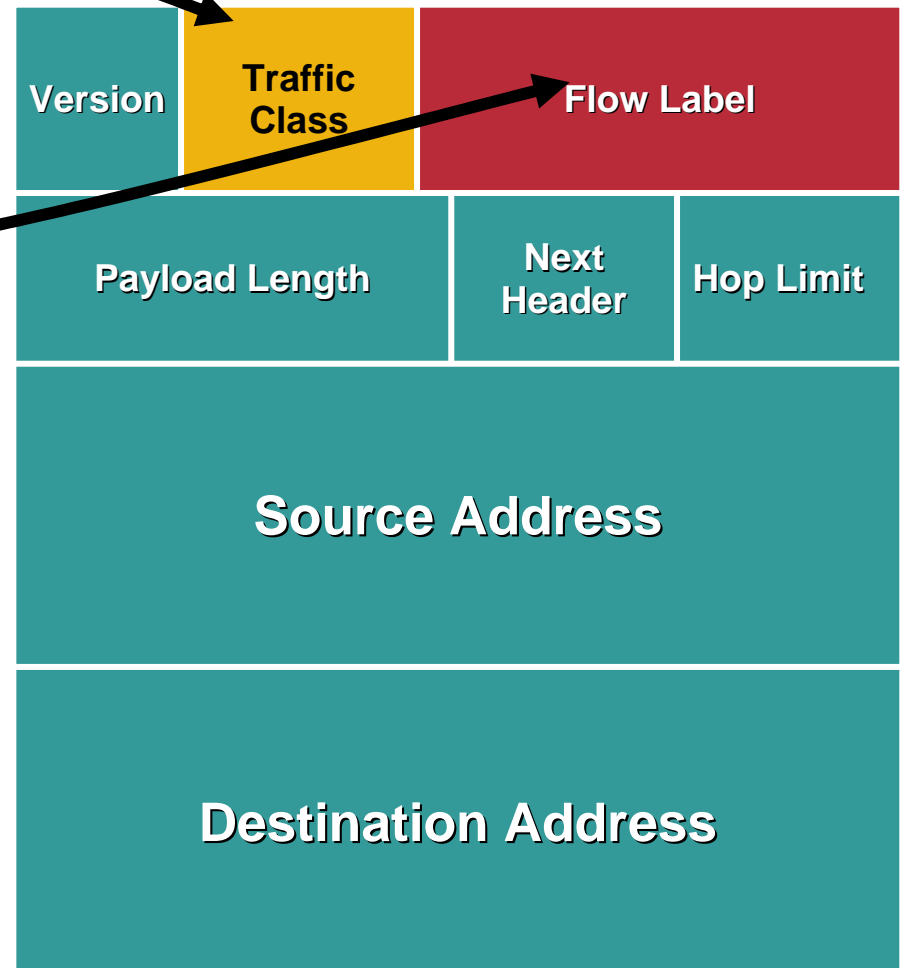 Version
Traffic
Class
Flow Label
Payload Length
Next
Header
Hop Limit
Source Address
Destination Address